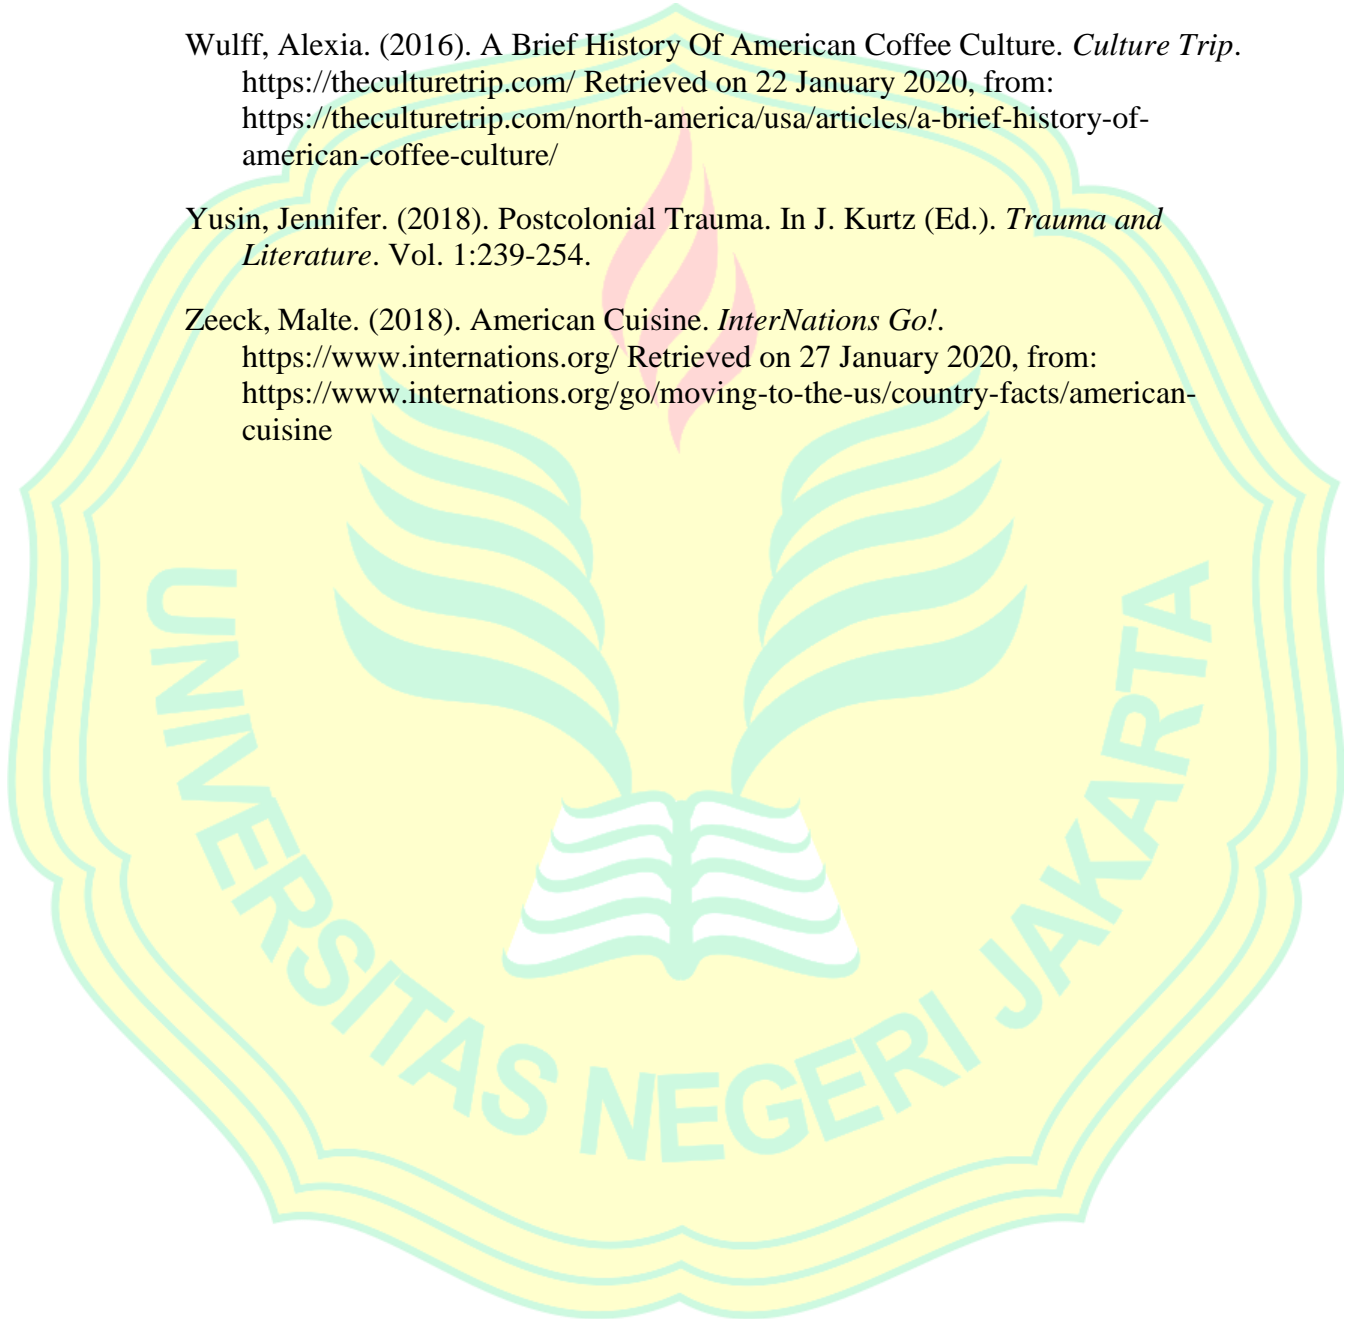 Wulff, Alexia. (2016). A Brief History Of American Coffee Culture. Culture Trip.
https://theculturetrip.com/ Retrieved on 22 January 2020, from:
https://theculturetrip.com/north-america/usa/articles/a-brief-history-of-
american-coffee-culture/
Yusin, Jennifer. (2018). Postcolonial Trauma. In J. Kurtz (Ed.). Trauma and
Literature. Vol. 1:239-254.
Zeeck, Malte. (2018). American Cuisine. InterNations Go!.
https://www.internations.org/ Retrieved on 27 January 2020, from:
https://www.internations.org/go/moving-to-the-us/country-facts/american-
cuisine
UNIVERSITAS NEGERI JAKARTA